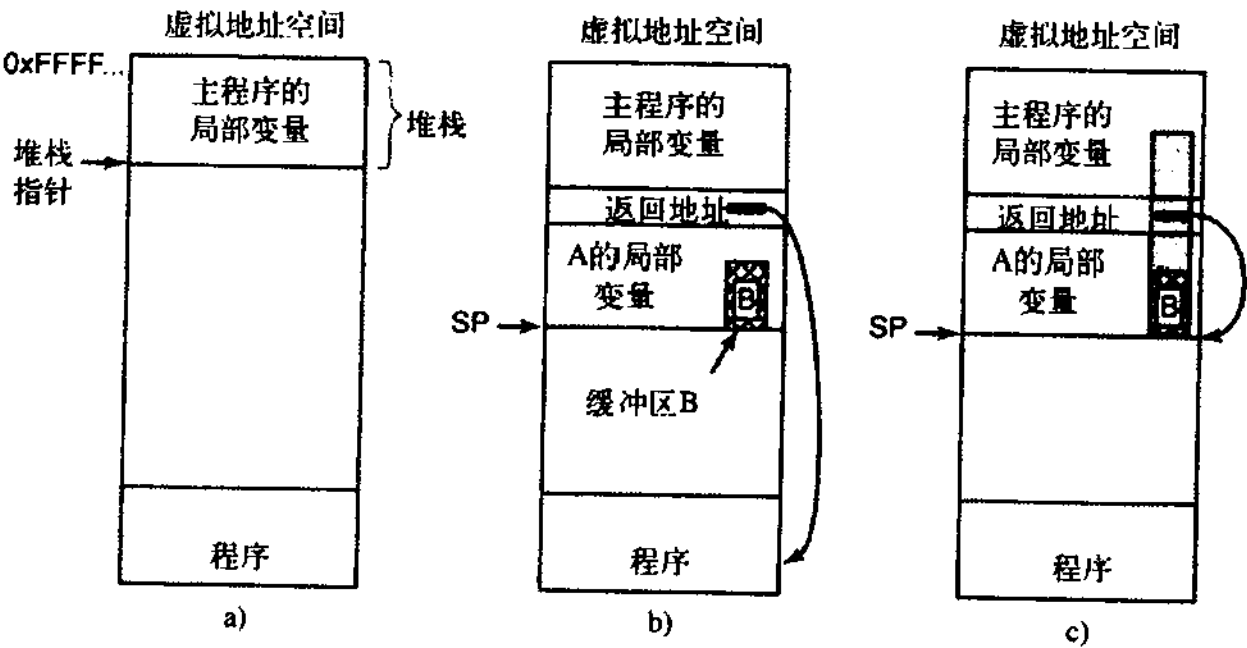 虚拟地址空间
0xFFFF...
主程序的
局部变量
堆栈
堆栈
指针
程序
a)
虚拟地址空间
主程序的
局部变量
返回地址
A的局部
变量
B
SP
缓冲区B
程序
b)
虚拟地址空间
主程序的
局部变量
返回地址
A的局部
变量
B
SP
程序
c)